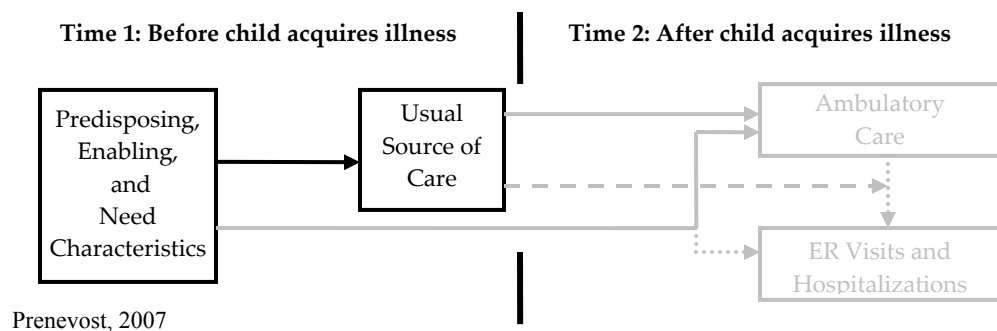 Time 1: Before child acquires illness
Time 2: After child acquires illness
Predisposing,
Enabling,
and
Need
Characteristics
Usual
Source of
Care
Ambulatory
Care
ER Visits and
Hospitalizations
Prenevost, 2007